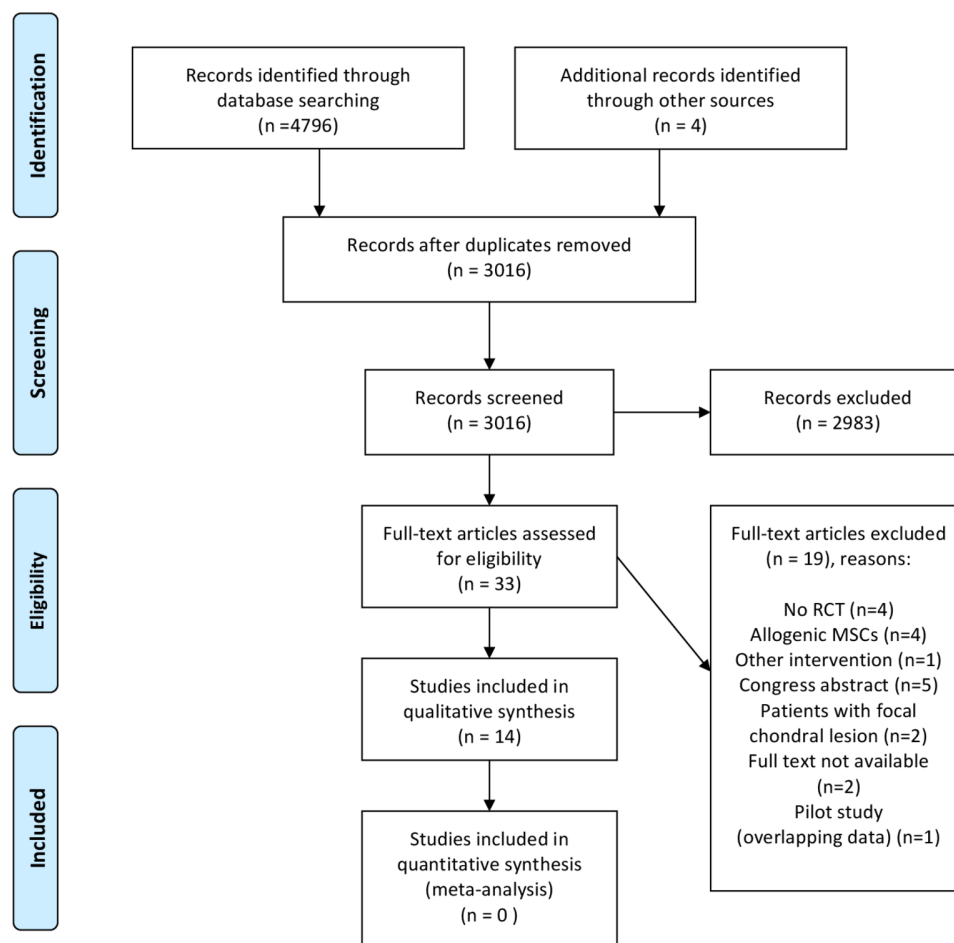 Identification
Records identified through
database searching
(n =4796)
Additional records identified
through other sources
(n = 4)
Records after duplicates removed
(n = 3016)
Screening
Records screened
(n = 3016)
Records excluded
(n = 2983)
Eligibility
Full-text articles assessed
for eligibility
(n = 33)
Full-text articles excluded
(n = 19), reasons:
No RCT (n=4)
Allogenic MSCs (n=4)
Other intervention (n=1)
Congress abstract (n=5)
Patients with focal
chondral lesion (n=2)
Full text not available
(n=2)
Pilot study
(overlapping data) (n=1)
Studies included in
qualitative synthesis
(n = 14)
Included
Studies included in
quantitative synthesis
(meta-analysis)
(n = 0 )